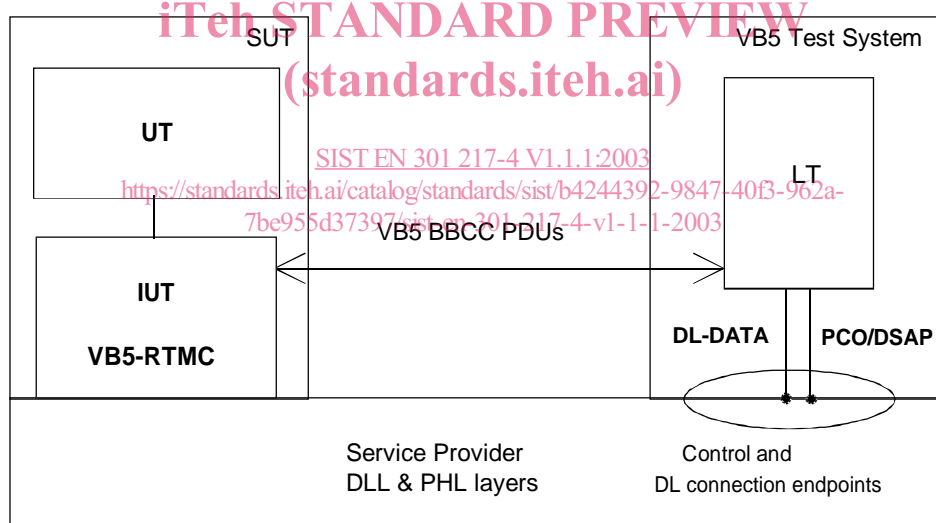 iTeh STANDARD PREVIEW
(standards.iteh.ai)
SIST EN 301 217-4 V1.1.1:2003
https://standards.iteh.ai/catalog/standards/sist/b4244392-9847-40f3-962a-
7be955d37397/sist-en-301-217-4-v1-1-1-2003
SUT
VB5 Test System
UT
LT
VB5 BBCC PDUs
IUT
VB5-RTMC
DL-DATA
PCO/DSAP
Service Provider
DLL & PHL layers
Control and
DL connection endpoints